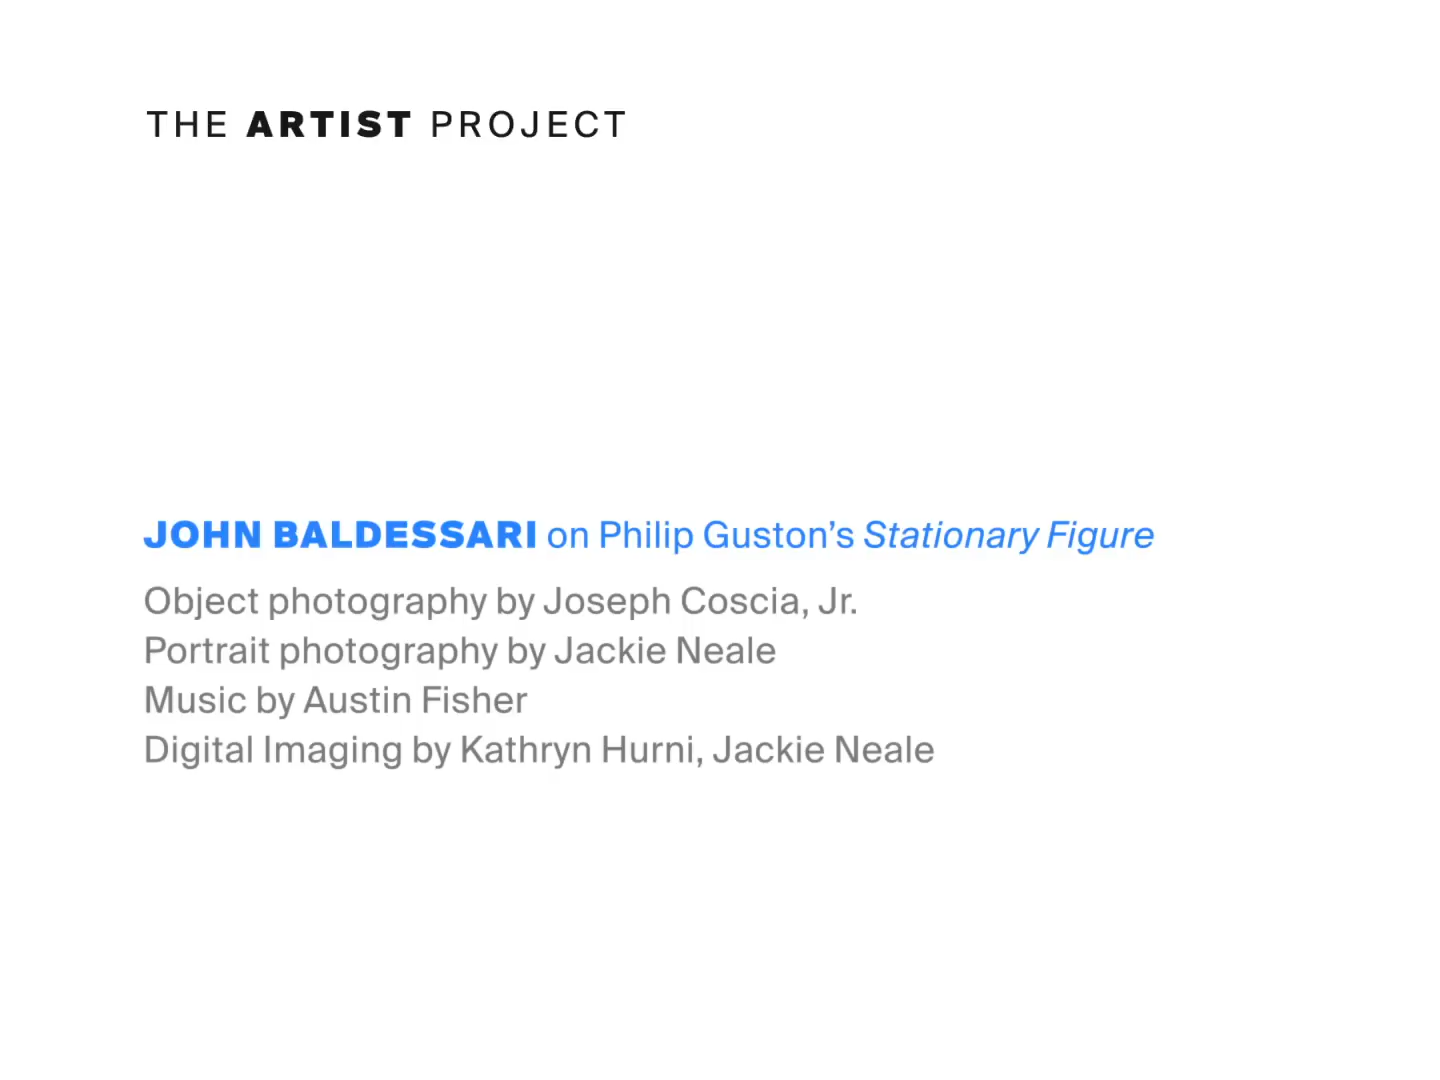 THE ARTIST PROJECT
JOHN BALDESSARI on Philip Guston’s Stationary Figure
Object photography by Joseph Coscia, Jr.
Portrait photography by Jackie Neale
Music by Austin Fisher
Digital Imaging by Kathryn Hurni, Jackie Neale